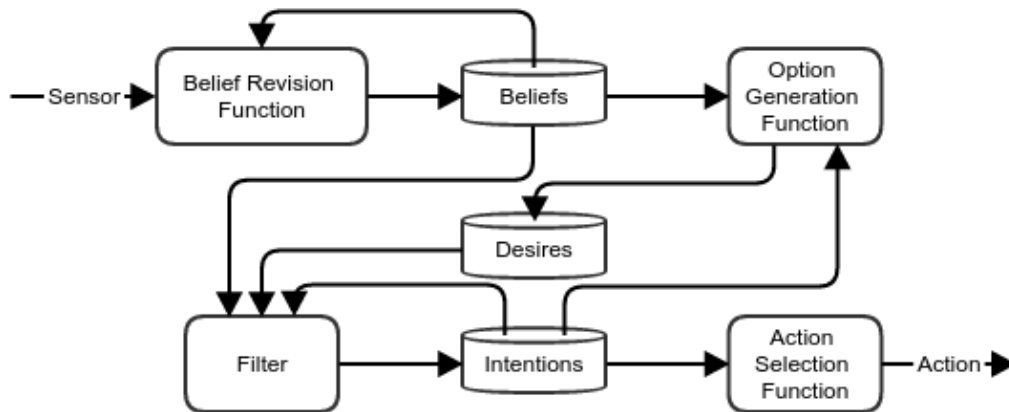 Sensor
Belief Revision
Function
Beliefs
Option
Generation
Function
Desires
Filter
Intentions
Action
Selection
Function
Action